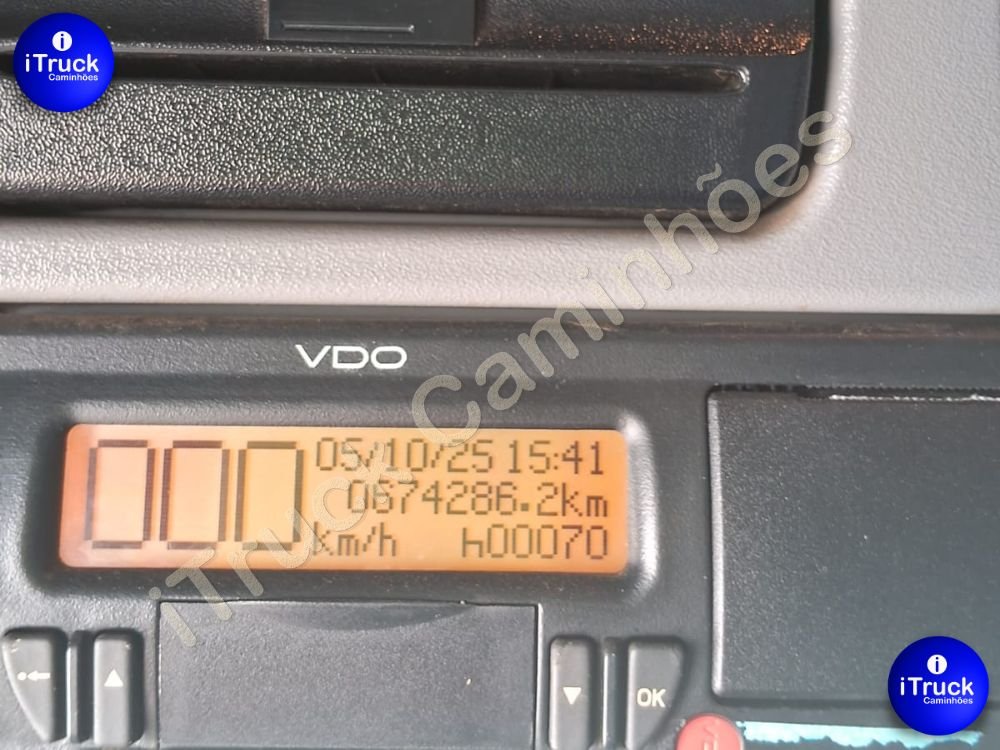 i
iTruck
Caminhões
iTruck Caminhões
VDO
000
05/10/25 15:41
0674286.2km
km/h h00070
OK
i
iTruck
Caminhões